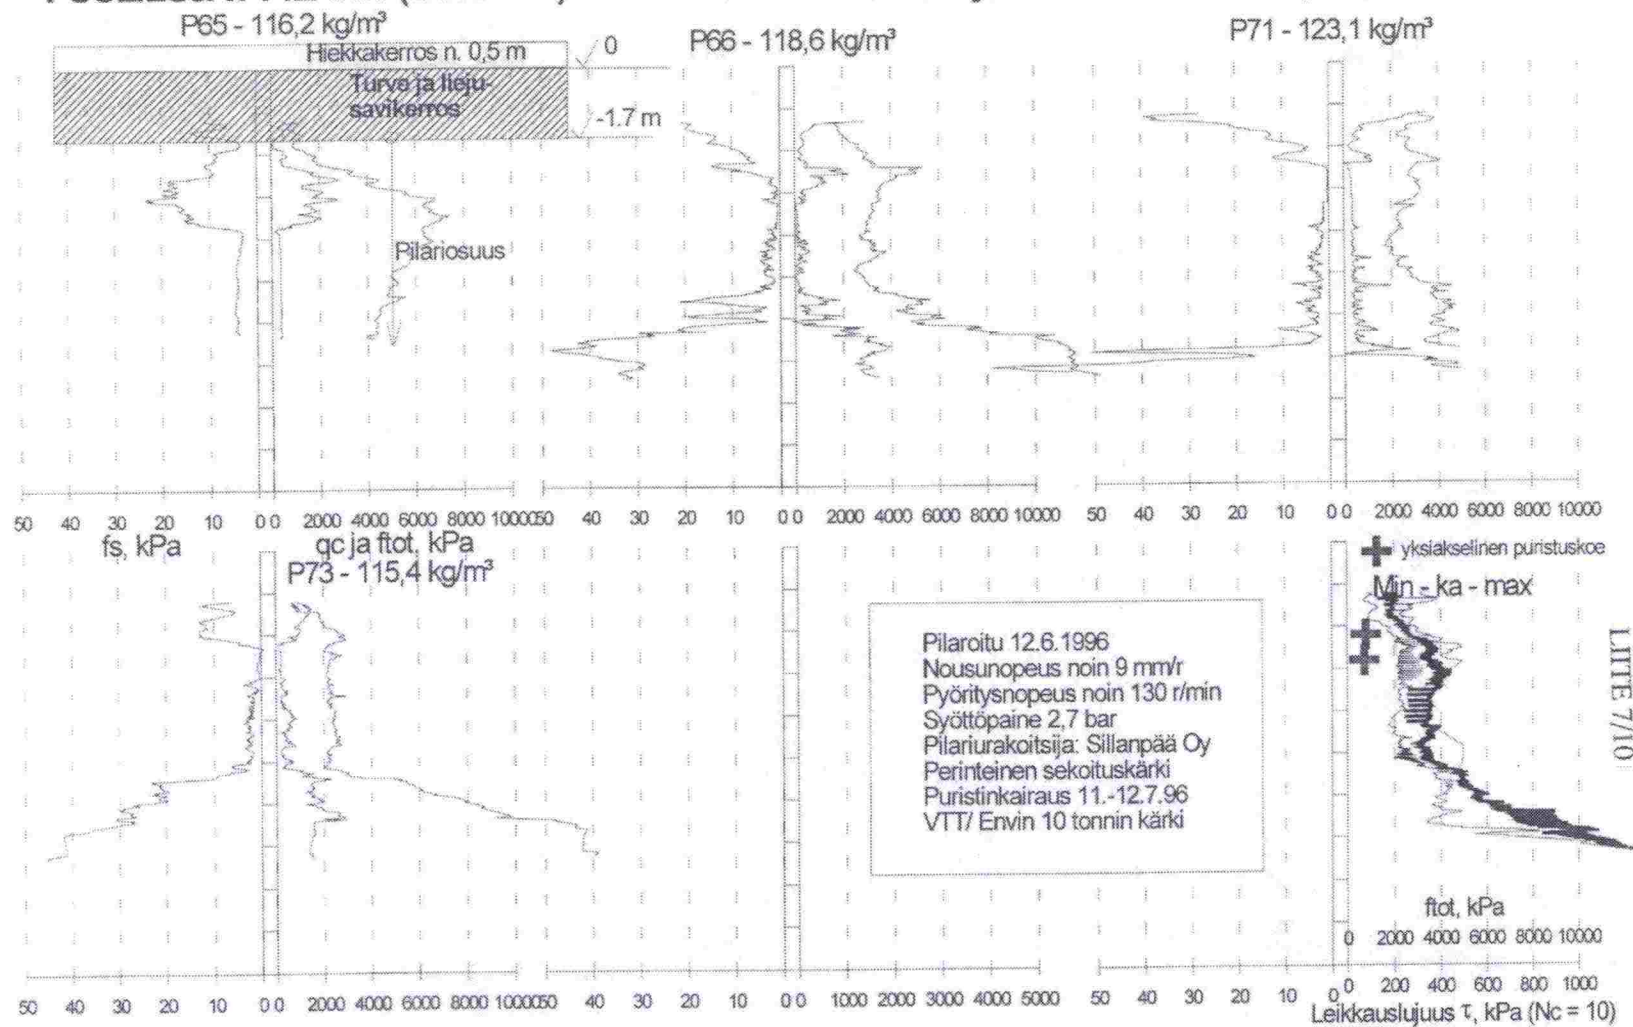 P65 - 116,2 kg/m³
P66 - 118,6 kg/m³
P71 - 123,1 kg/m³
Hiekkakerros n. 0,5 m
0
Turve ja lieju-
savikerros
-1.7 m
Pilariosuus
50 40 30 20 10 0 0 2000 4000 6000 8000 10000 50 40 30 20 10 0 0 2000 4000 6000 8000 10000 50 40 30 20 10 0 0 2000 4000 6000 8000 10000
fs, kPa
qc ja ftot, kPa
P73 - 115,4 kg/m³
yksiakselinen puristuskoe
Min - ka - max
Pilaroitu 12.6.1996
Nousunopeus noin 9 mm/r
Pyöritysnopeus noin 130 r/min
Syöttöpaine 2,7 bar
Pilariurakoitsija: Sillanpää Oy
Perinteinen sekoituskärki
Puristinkairaus 11.-12.7.96
VTT/ Envin 10 tonnin kärki
LIITE 7/10
ftot, kPa
0 2000 4000 6000 8000 10000
50 40 30 20 10 0 0 2000 4000 6000 8000 10000 50 40 30 20 10 0 0 1000 2000 3000 4000 5000 50 40 30 20 10 0 0 200 400 600 800 1000
Leikkauslujuus τ, kPa (Nc = 10)